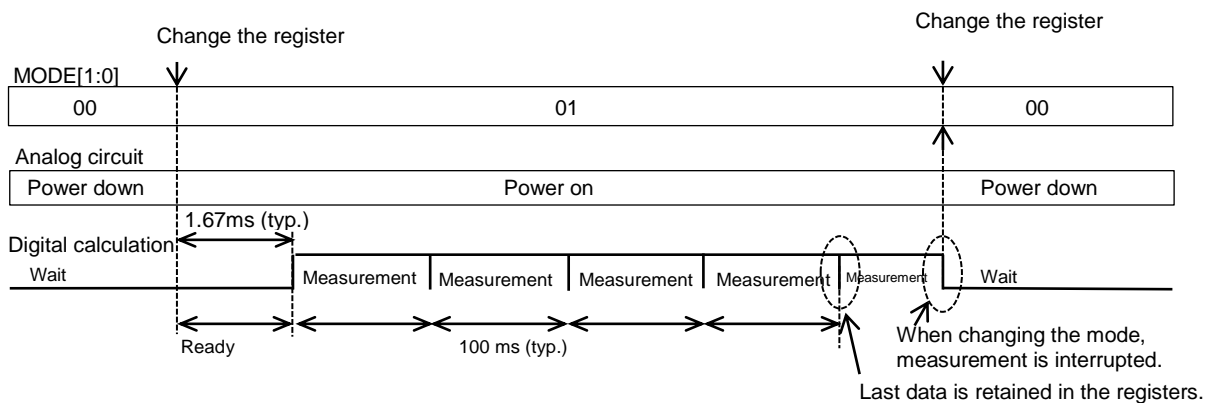 Change the register
Change the register
MODE[1:0]
00
01
00
Analog circuit
Power down
Power on
Power down
1.67ms (typ.)
Digital calculation
Wait
Measurement
Measurement
Measurement
Measurement
Measurement
Wait
Ready
100 ms (typ.)
When changing the mode,
measurement is interrupted.
Last data is retained in the registers.